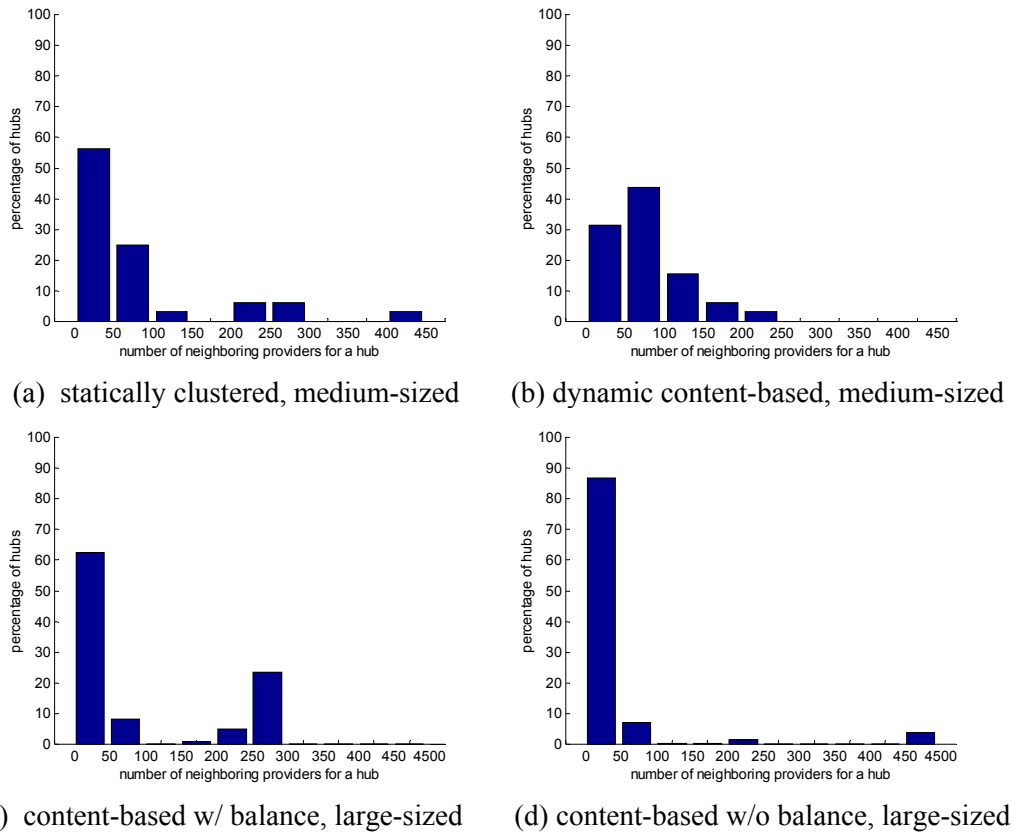 100
90
80
70
60
50
40
30
20
10
0
percentage of hubs
0 50 100 150 200 250 300 350 400 450
number of neighboring providers for a hub
(a) statically clustered, medium-sized
100
90
80
70
60
50
40
30
20
10
0
percentage of hubs
0 50 100 150 200 250 300 350 400 450
number of neighboring providers for a hub
(b) dynamic content-based, medium-sized
100
90
80
70
60
50
40
30
20
10
0
percentage of hubs
0 50 100 150 200 250 300 350 400 450
number of neighboring providers for a hub
) content-based w/ balance, large-sized
100
90
80
70
60
50
40
30
20
10
0
percentage of hubs
0 50 100 150 200 250 300 350 400 450 4500
number of neighboring providers for a hub
(d) content-based w/o balance, large-sized